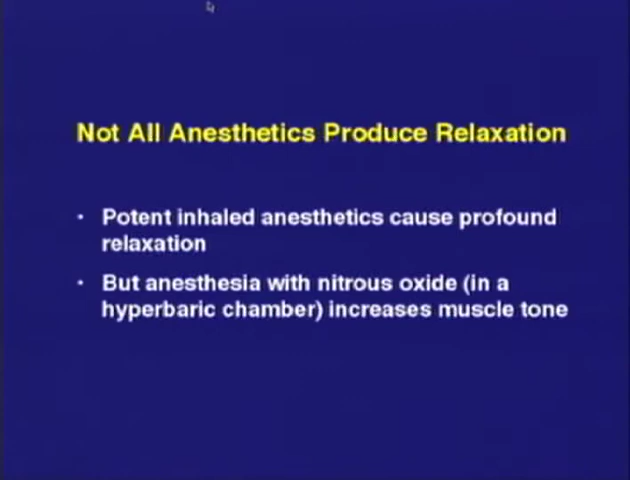 Not All Anesthetics Produce Relaxation
• Potent inhaled anesthetics cause profound
relaxation
• But anesthesia with nitrous oxide (in a
hyperbaric chamber) increases muscle tone